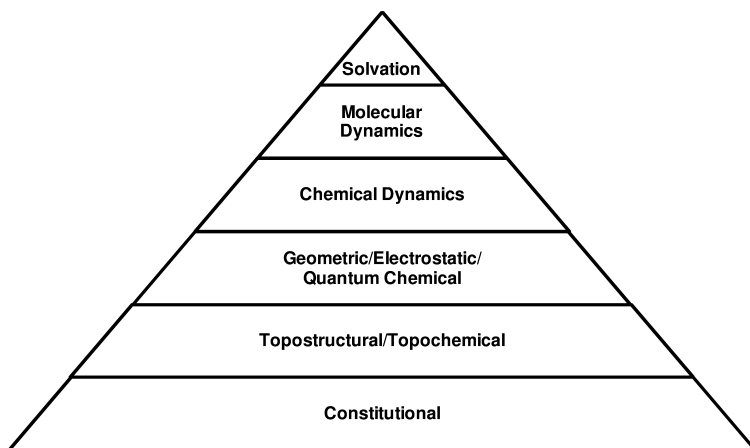 Solvation
Molecular
Dynamics
Chemical Dynamics
Geometric/Electrostatic/
Quantum Chemical
Topostructural/Topochemical
Constitutional